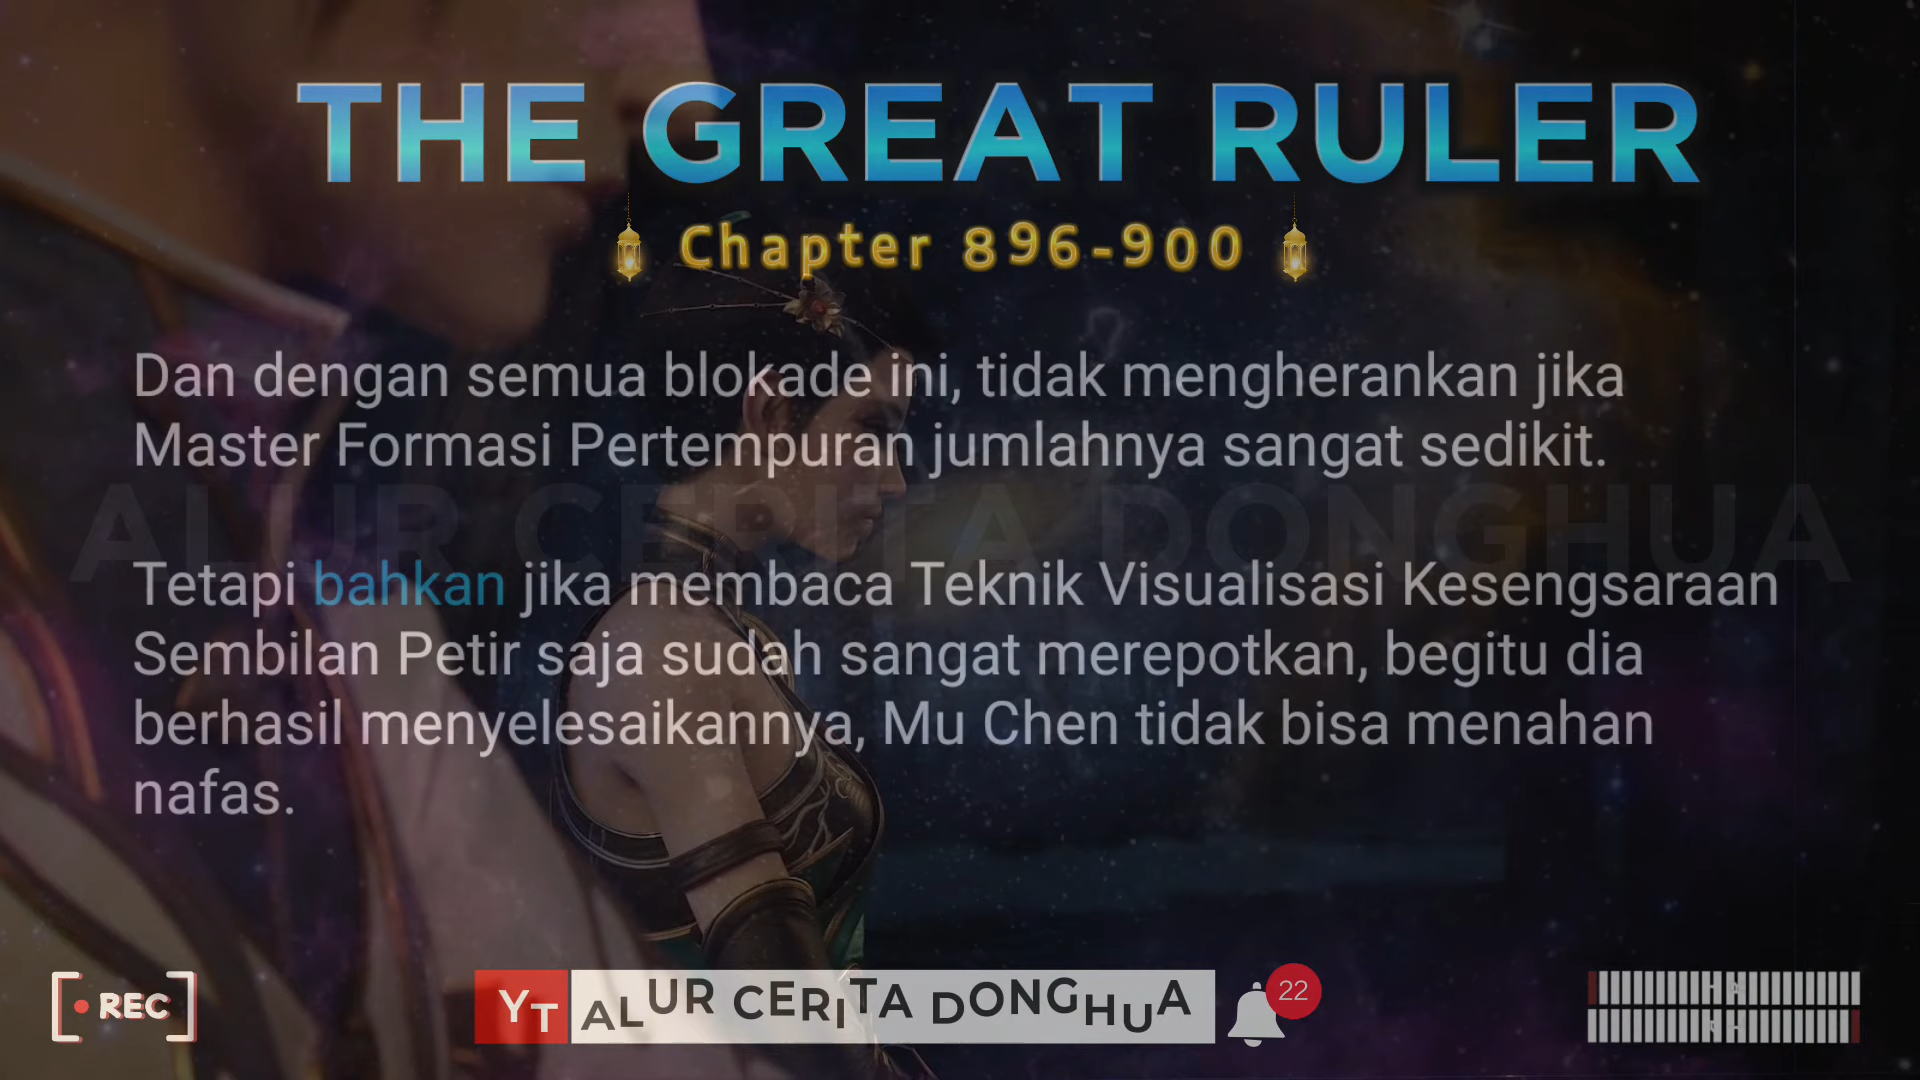 THE GREAT RULER
Chapter 896-900
Dan dengan semua blokade ini, tidak mengherankan jika
Master Formasi Pertempuran jumlahnya sangat sedikit.
ALUR CERITA DONGHUA
Tetapi bahkan jika membaca Teknik Visualisasi Kesengsaraan
Sembilan Petir saja sudah sangat merepotkan, begitu dia
berhasil menyelesaikannya, Mu Chen tidak bisa menahan
nafas.
REC
YT ALUR CERITA DONGHUA
22